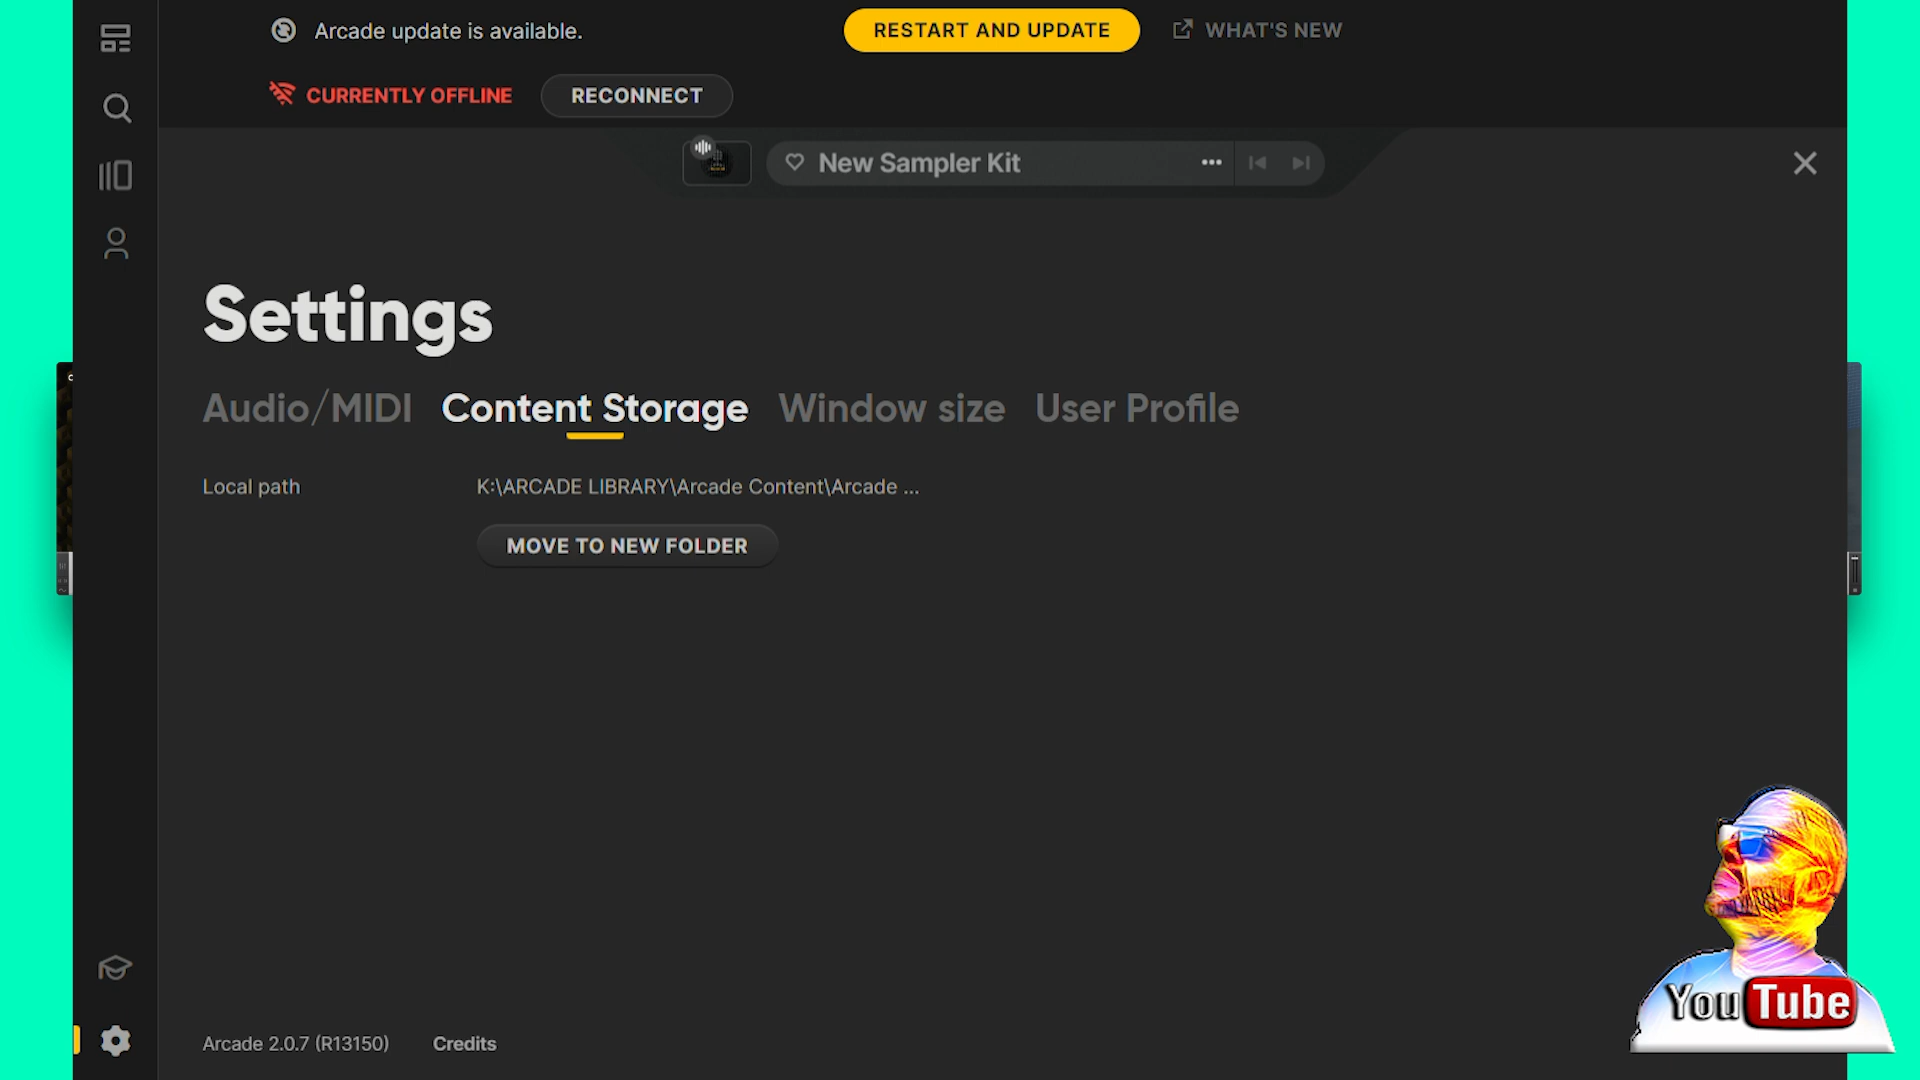 Arcade update is available.
RESTART AND UPDATE
WHAT'S NEW
CURRENTLY OFFLINE
RECONNECT
New Sampler Kit
Settings
Audio/MIDI
Content Storage
Window size
User Profile
Local path
K:\ARCADE LIBRARY\Arcade Content\Arcade ...
MOVE TO NEW FOLDER
Arcade 2.0.7 (R13150)
Credits
YouTube